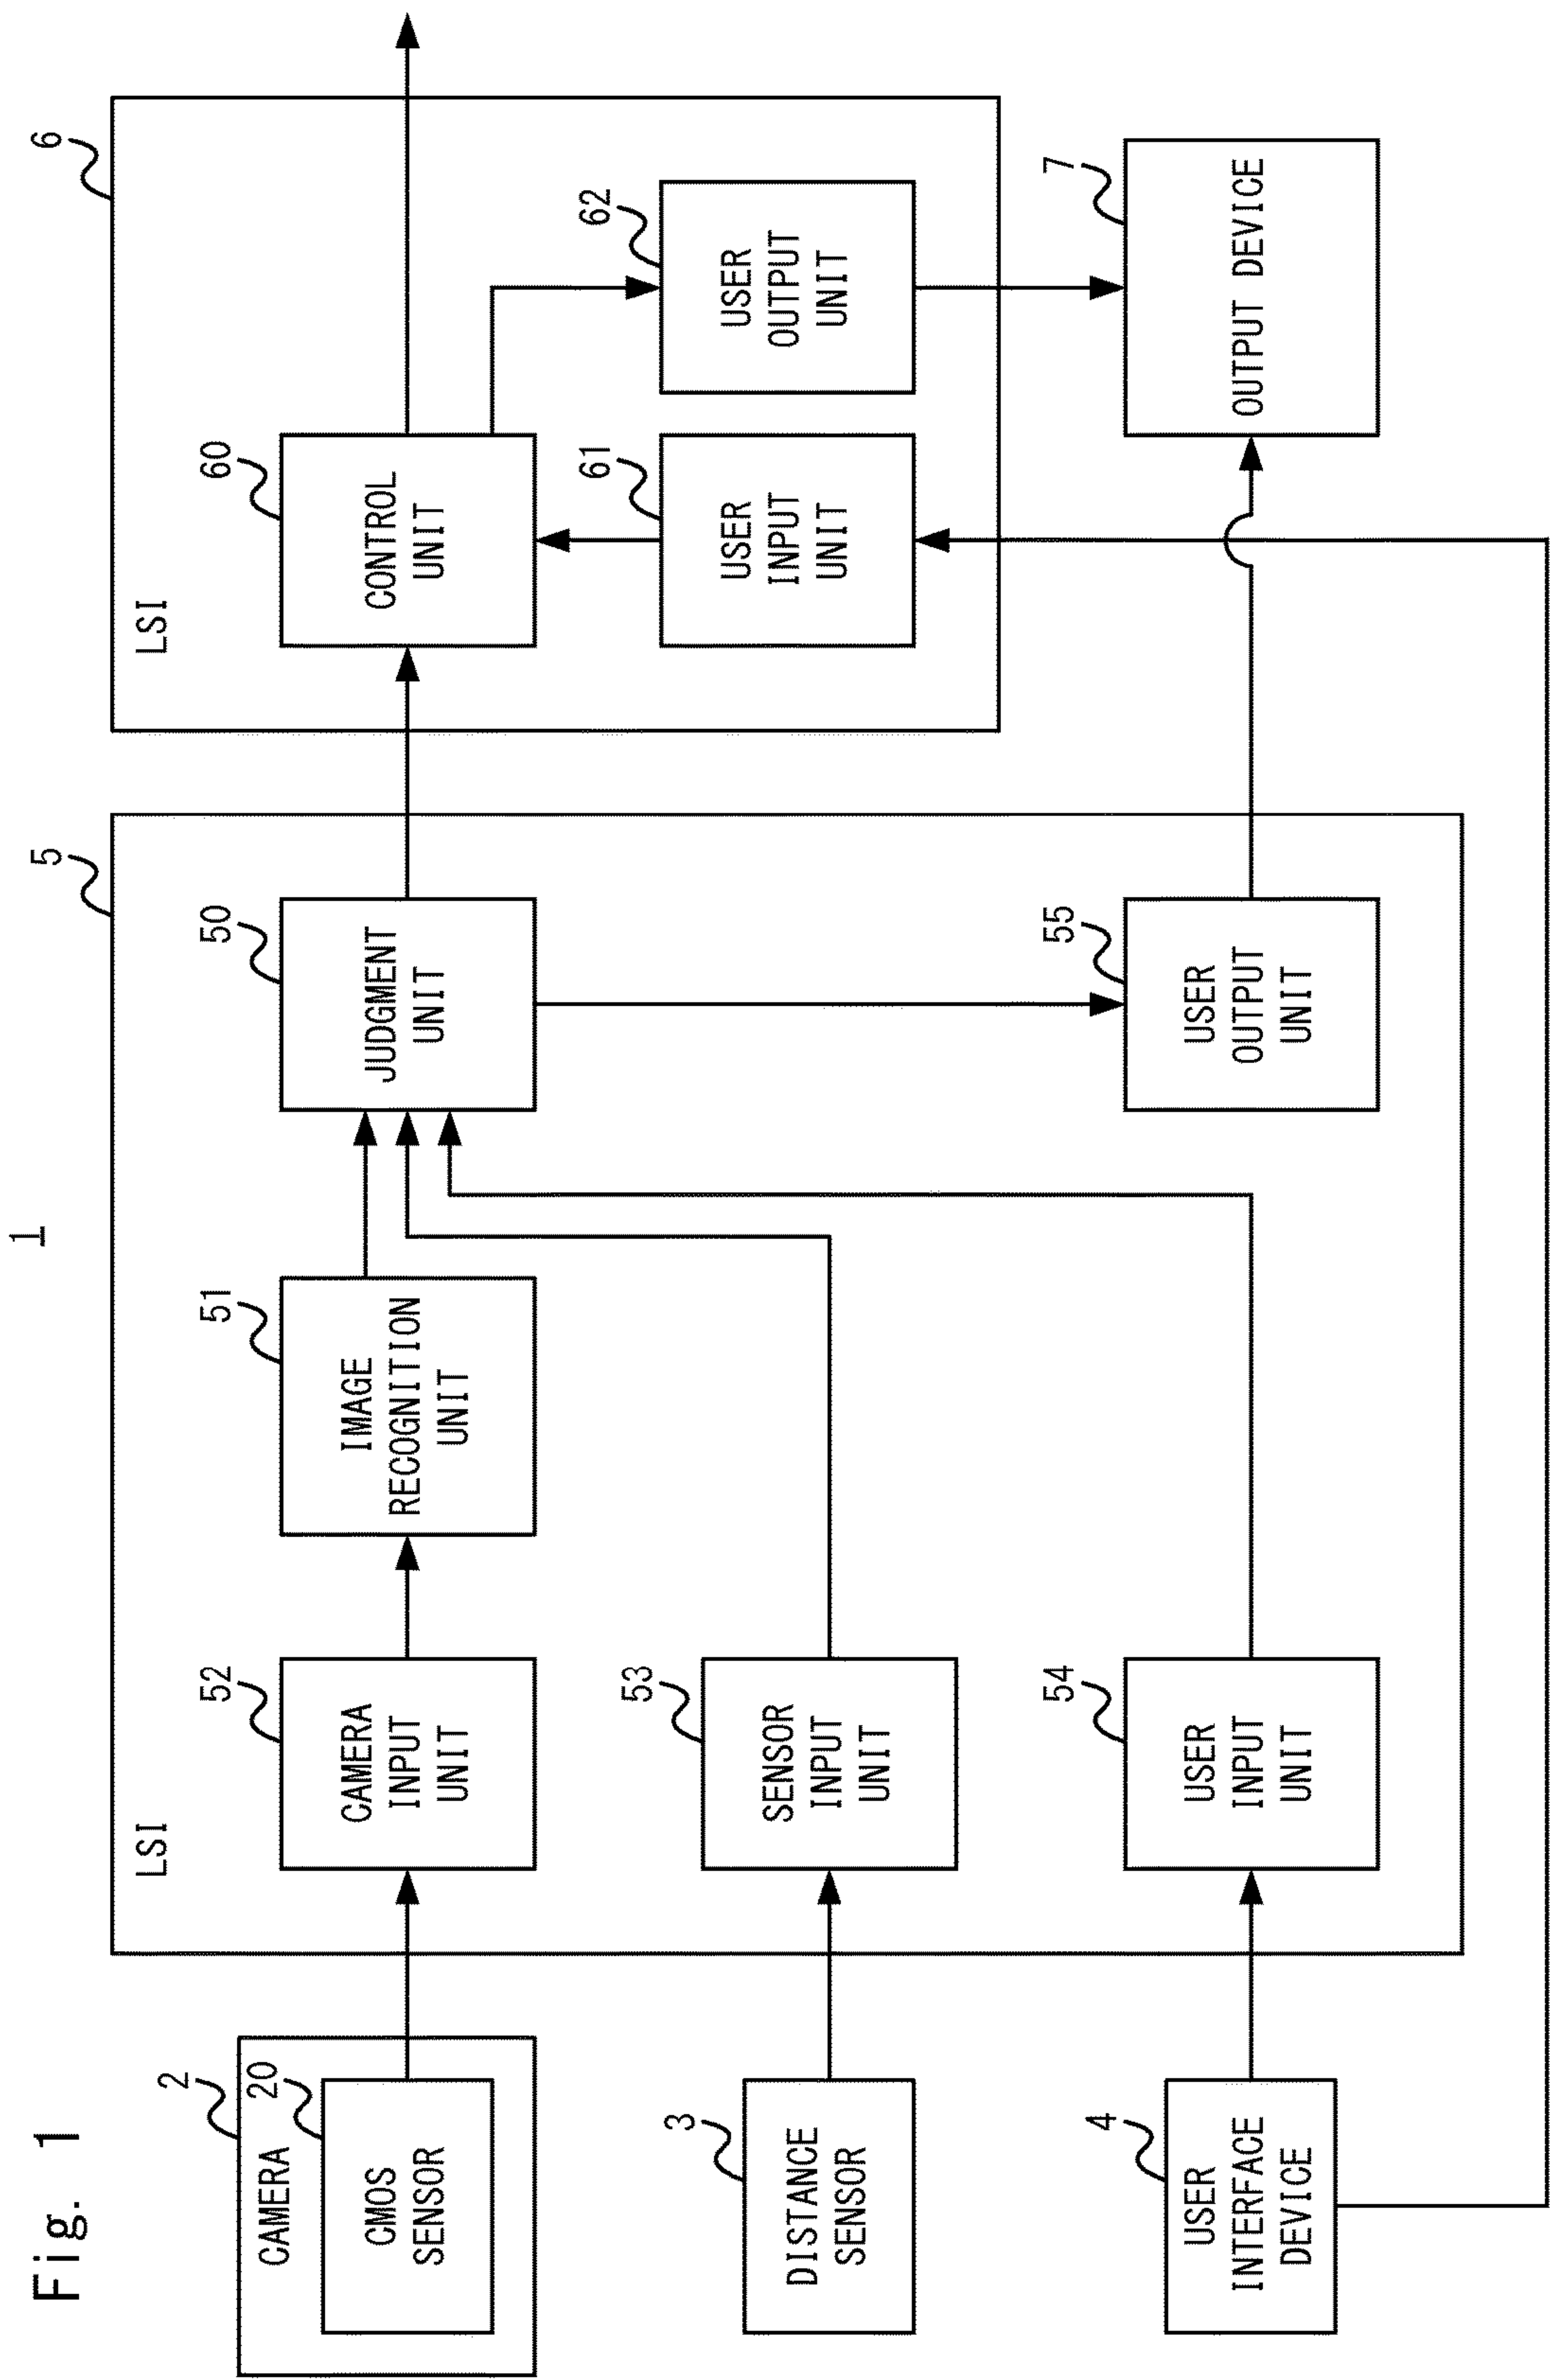 Fig. 1
1
2
CAMERA
20
CMOS
SENSOR
3
DISTANCE
SENSOR
4
USER
INTERFACE
DEVICE
5
LSI
52
CAMERA
INPUT
UNIT
51
IMAGE
RECOGNITION
UNIT
50
JUDGMENT
UNIT
53
SENSOR
INPUT
UNIT
54
USER
INPUT
UNIT
55
USER
OUTPUT
UNIT
6
LSI
60
CONTROL
UNIT
61
USER
INPUT
UNIT
62
USER
OUTPUT
UNIT
7
OUTPUT DEVICE